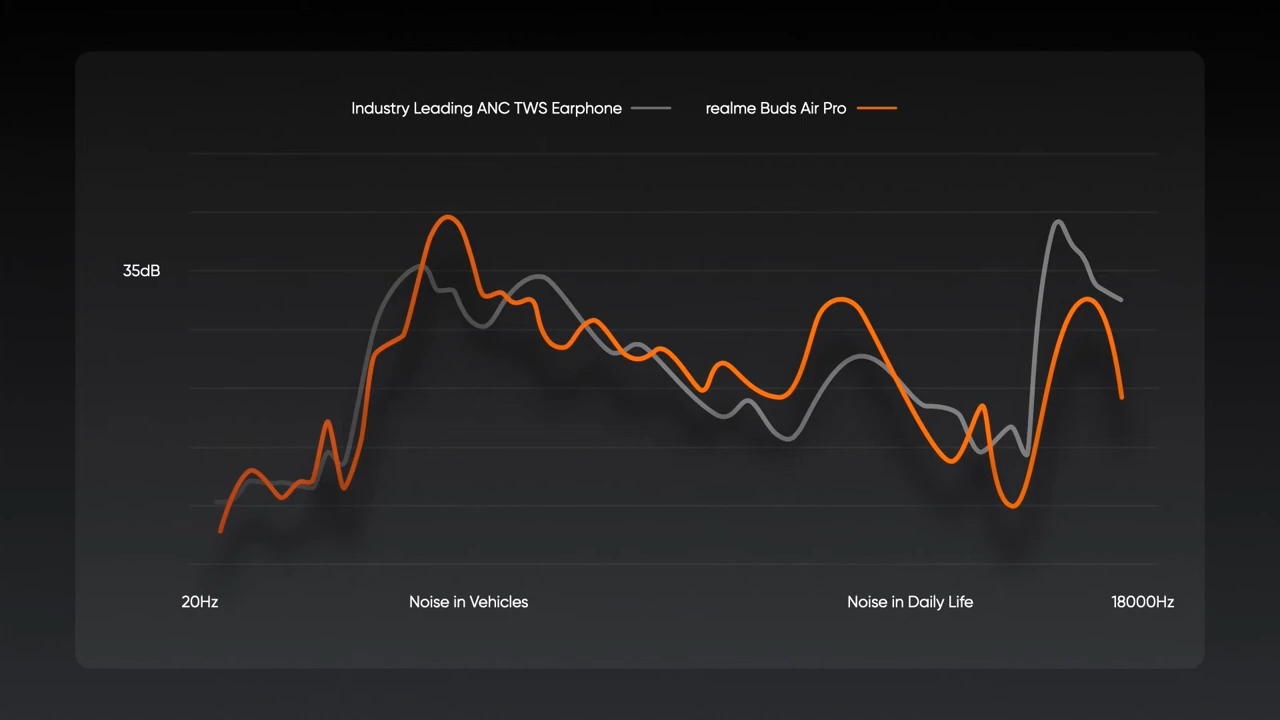 Industry Leading ANC TWS Earphone
realme Buds Air Pro
35dB
20Hz
Noise in Vehicles
Noise in Daily Life
18000Hz